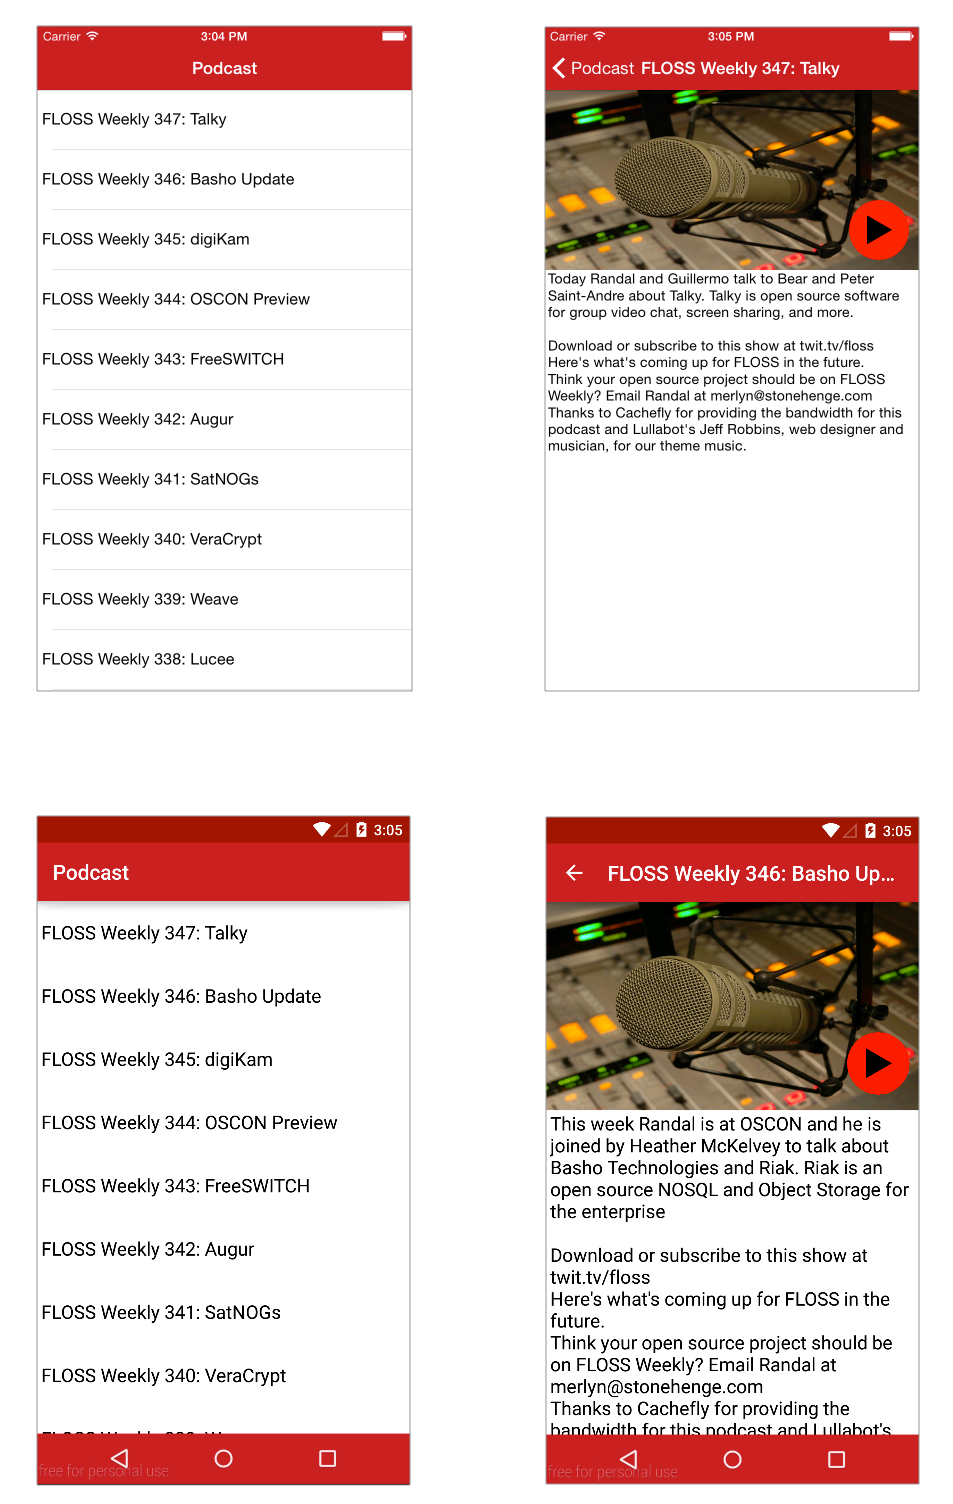 Carrier 3:04 PM
Podcast
FLOSS Weekly 347: Talky
FLOSS Weekly 346: Basho Update
FLOSS Weekly 345: digiKam
FLOSS Weekly 344: OSCON Preview
FLOSS Weekly 343: FreeSWITCH
FLOSS Weekly 342: Augur
FLOSS Weekly 341: SatNOGs
FLOSS Weekly 340: VeraCrypt
FLOSS Weekly 339: Weave
FLOSS Weekly 338: Lucee
Carrier 3:05 PM
Podcast FLOSS Weekly 347: Talky
Today Randal and Guillermo talk to Bear and Peter
Saint-Andre about Talky. Talky is open source software
for group video chat, screen sharing, and more.
Download or subscribe to this show at twit.tv/floss
Here's what's coming up for FLOSS in the future.
Think your open source project should be on FLOSS
Weekly? Email Randal at merlyn@stonehenge.com
Thanks to Cachefly for providing the bandwidth for this
podcast and Lullabot's Jeff Robbins, web designer and
musician, for our theme music.
3:05
Podcast
FLOSS Weekly 347: Talky
FLOSS Weekly 346: Basho Update
FLOSS Weekly 345: digiKam
FLOSS Weekly 344: OSCON Preview
FLOSS Weekly 343: FreeSWITCH
FLOSS Weekly 342: Augur
FLOSS Weekly 341: SatNOGs
FLOSS Weekly 340: VeraCrypt
free for personal use
3:05
FLOSS Weekly 346: Basho Up...
This week Randal is at OSCON and he is
joined by Heather McKelvey to talk about
Basho Technologies and Riak. Riak is an
open source NOSQL and Object Storage for
the enterprise
Download or subscribe to this show at
twit.tv/floss
Here's what's coming up for FLOSS in the
future.
Think your open source project should be
on FLOSS Weekly? Email Randal at
merlyn@stonehenge.com
Thanks to Cachefly for providing the
bandwidth for this podcast and Lullabot's
free for personal use